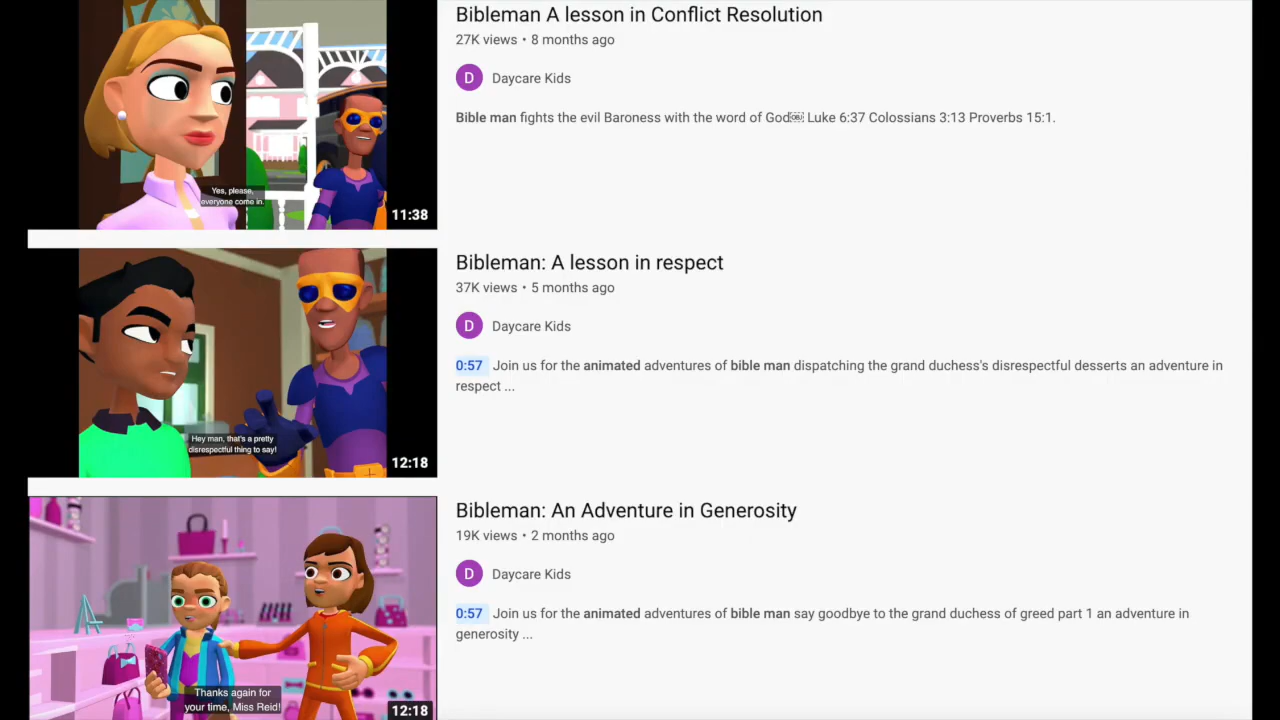 Bibleman A lesson in Conflict Resolution
27K views • 8 months ago
D Daycare Kids
Bible man fights the evil Baroness with the word of God￼ Luke 6:37 Colossians 3:13 Proverbs 15:1.
Yes, please,
everyone come in.
11:38
Bibleman: A lesson in respect
37K views • 5 months ago
D Daycare Kids
0:57 Join us for the animated adventures of bible man dispatching the grand duchess's disrespectful desserts an adventure in
respect ...
Hey man, that's a pretty
disrespectful thing to say!
12:18
Bibleman: An Adventure in Generosity
19K views • 2 months ago
D Daycare Kids
0:57 Join us for the animated adventures of bible man say goodbye to the grand duchess of greed part 1 an adventure in
generosity ...
Thanks again for
your time, Miss Reid!
12:18